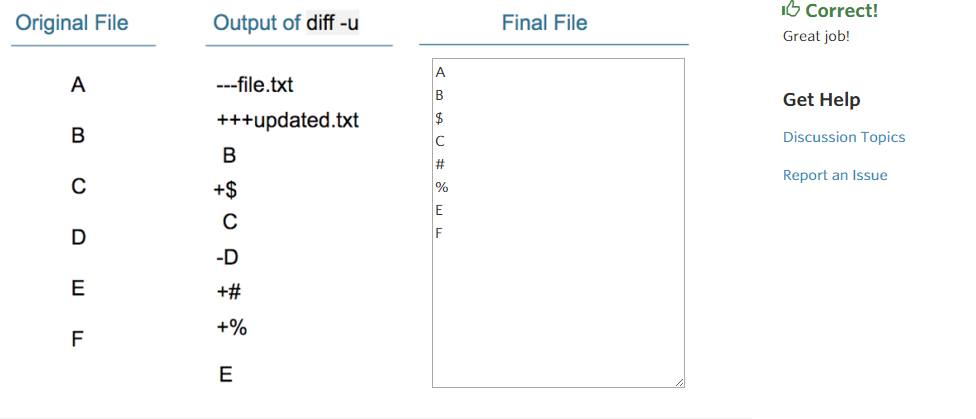 Original File
A
B
C
D
E
F
Output of diff -u
---file.txt
+++updated.txt
B
+$
C
-D
+#
+%
E
Final File
A
B
$
C
#
%
E
F
Correct!
Great job!
Get Help
Discussion Topics
Report an Issue